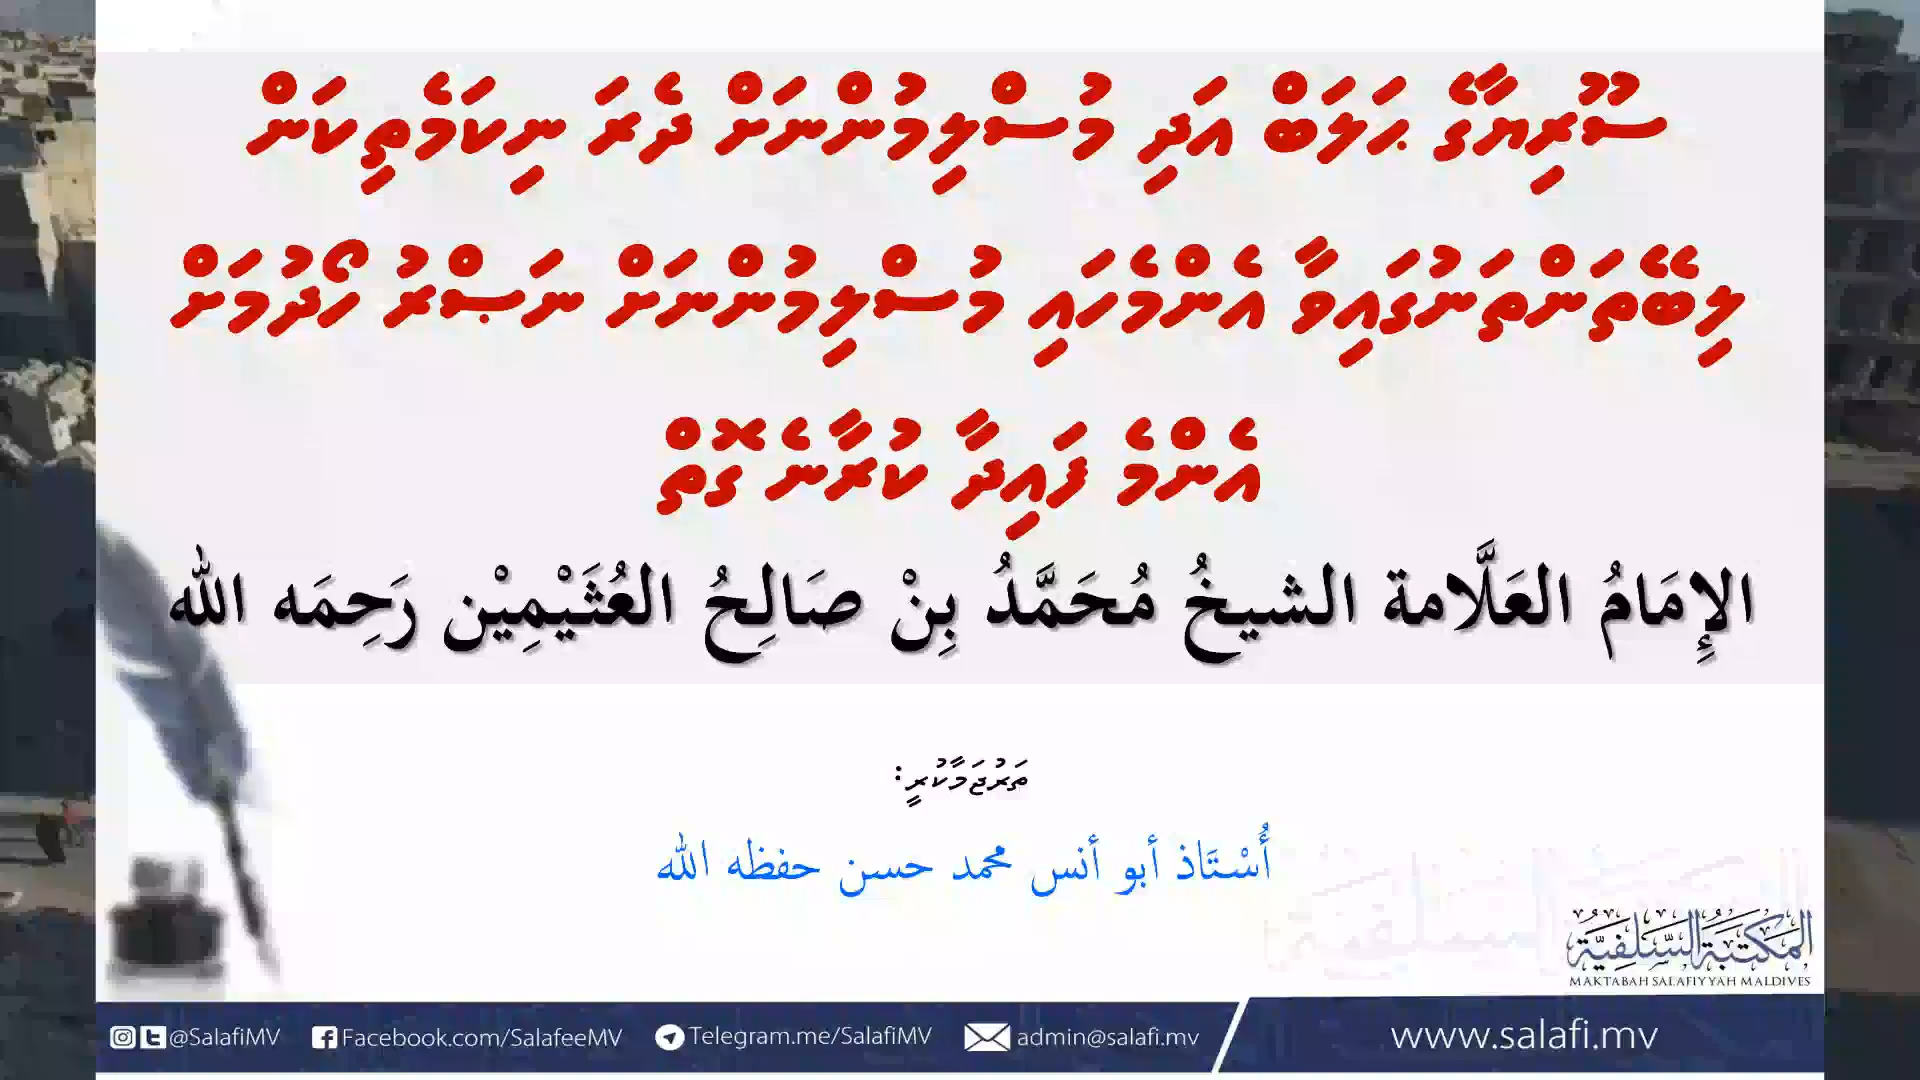 ސޫރިޔާގެ ޙަލަބް އަދި މުސްލިމުންނަށް ދެރަ ނިކަމެތިކަން
ލިބޭތަންތަނުގައިވާ އެންމެހައި މުސްލިމުންނަށް ނަޞްރު ހޯދުމަށް
އެންމެ ފައިދާ ކުރާނެ ގޮތް
الإِمَامُ العَلَّامة الشيخُ مُحَمَّدُ بِنْ صَالِحُ العُثَيْمِيْن رَحِمَه الله
ތަރުޖަމާކުރީ:
أُسْتَاذ أبو أنس محمد حسن حفظه الله
المكتبة السلفية
MAKTABAH SALAFIYYAH MALDIVES
@SalafiMV Facebook.com/SalafeeMV Telegram.me/SalafiMV admin@salafi.mv www.salafi.mv